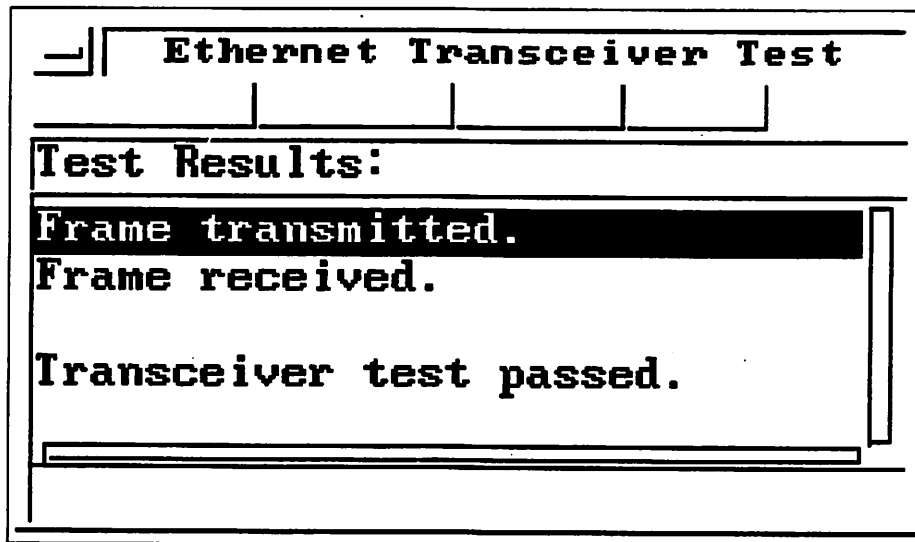 Ethernet Transceiver Test
Test Results:
Frame transmitted.
Frame received.
Transceiver test passed.